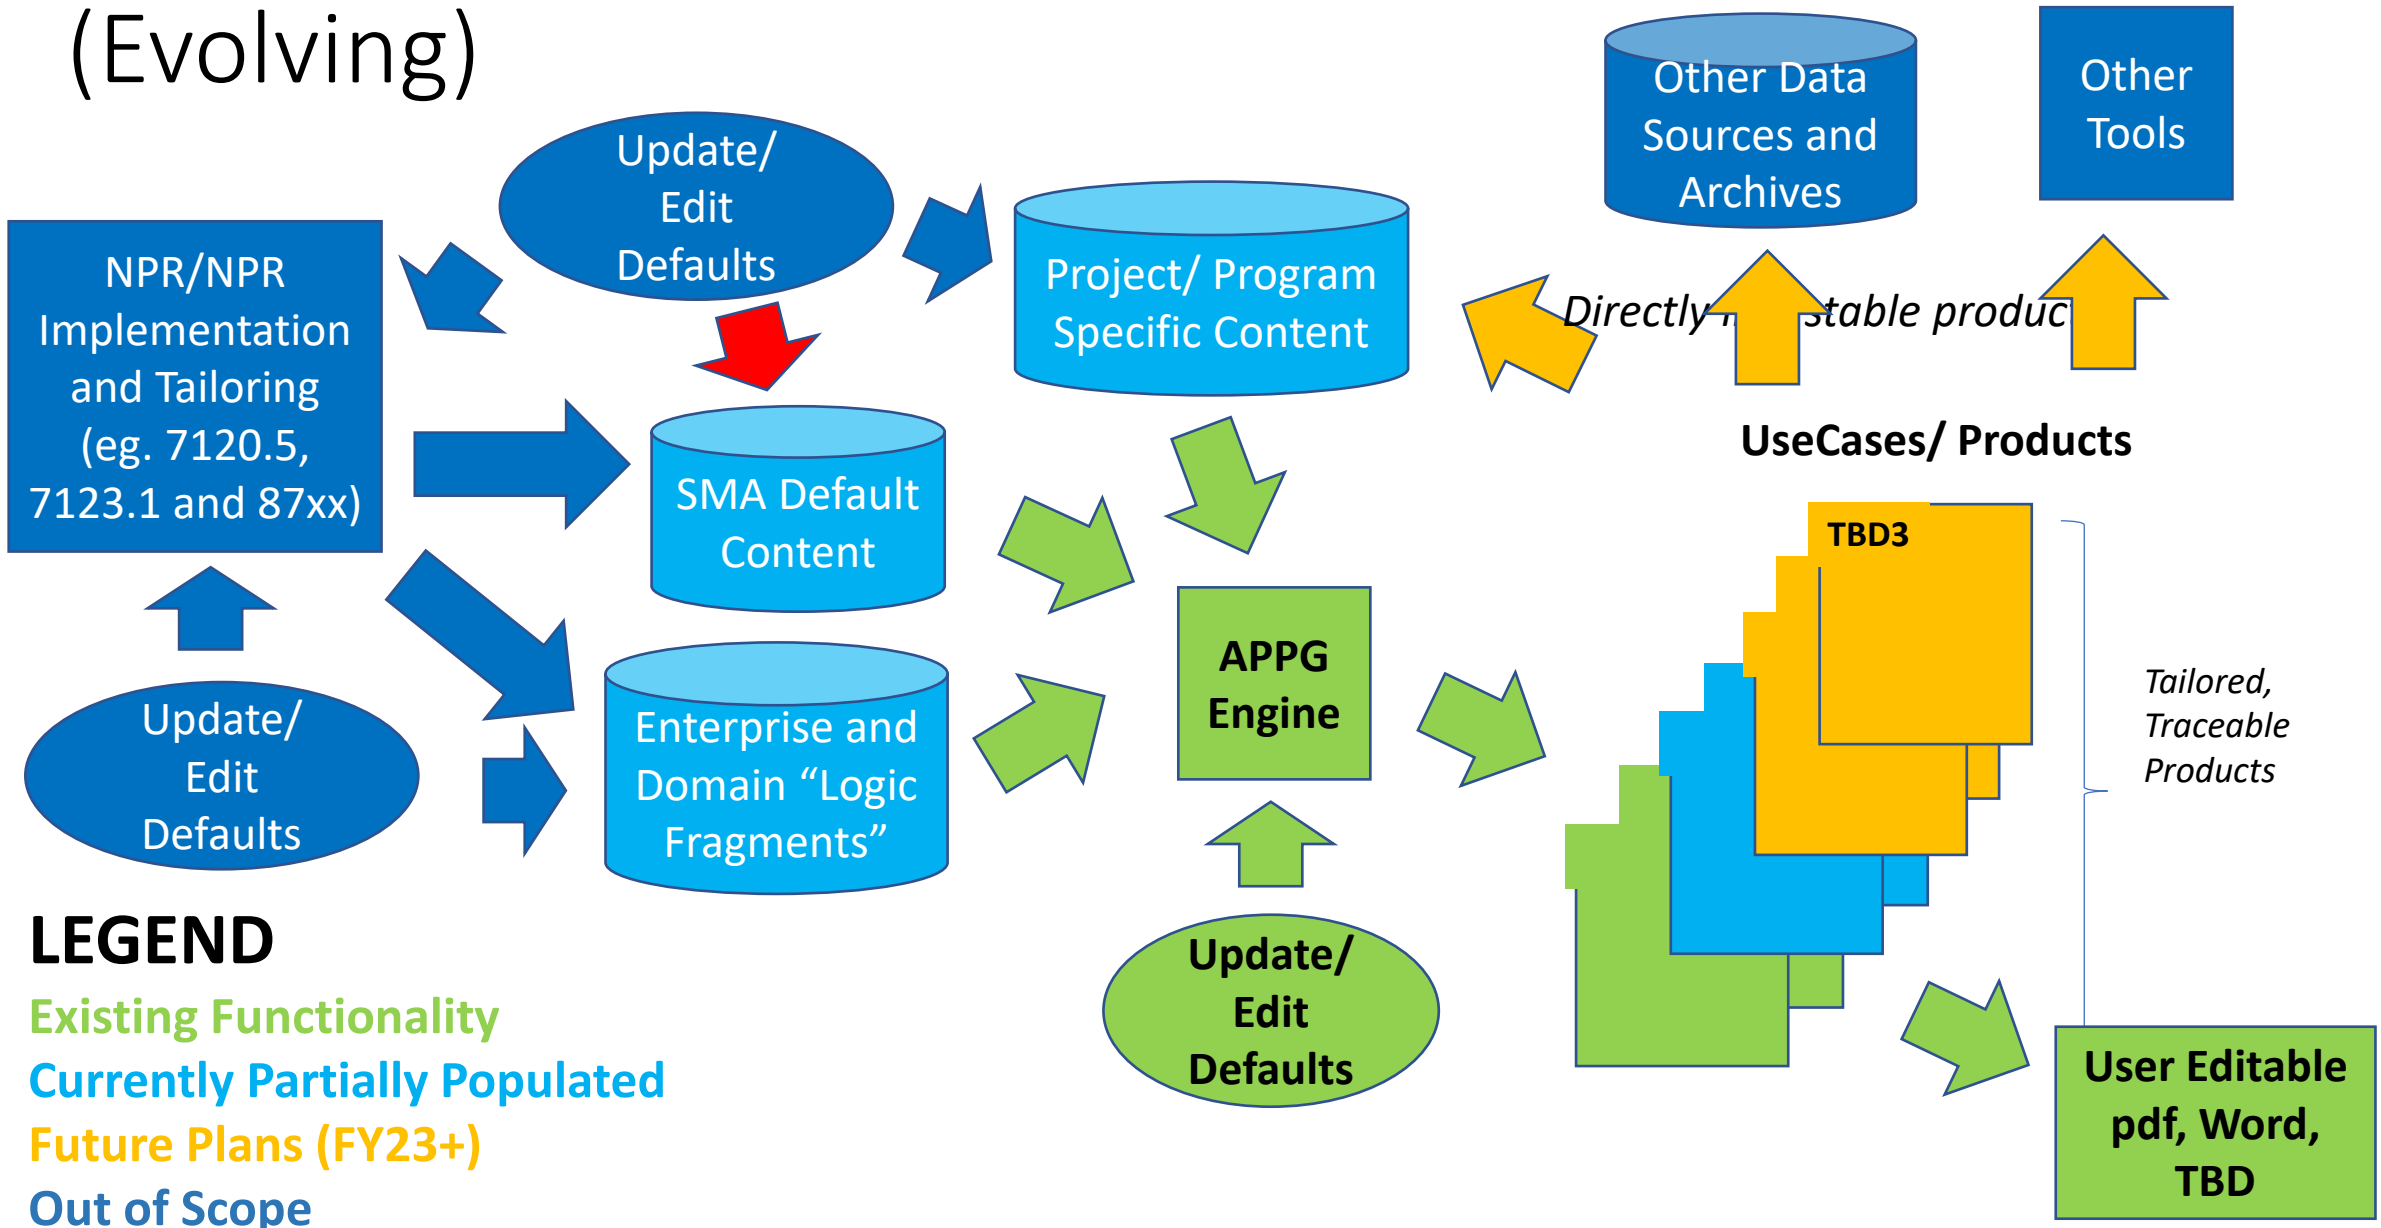 (Evolving)
Update/
Edit
Defaults
Other Data
Sources and
Archives
Other
Tools
NPR/NPR
Implementation
and Tailoring
(eg. 7120.5,
7123.1 and 87xx)
Project/ Program
Specific Content
Directly
UseCases/ Products
SMA Default
Content
TBD3
APPG
Engine
Tailored,
Traceable
Products
Update/
Edit
Defaults
Enterprise and
Domain “Logic
Fragments”
Update/
Edit
Defaults
User Editable
pdf, Word,
TBD
LEGEND
Existing Functionality
Currently Partially Populated
Future Plans (FY23+)
Out of Scope